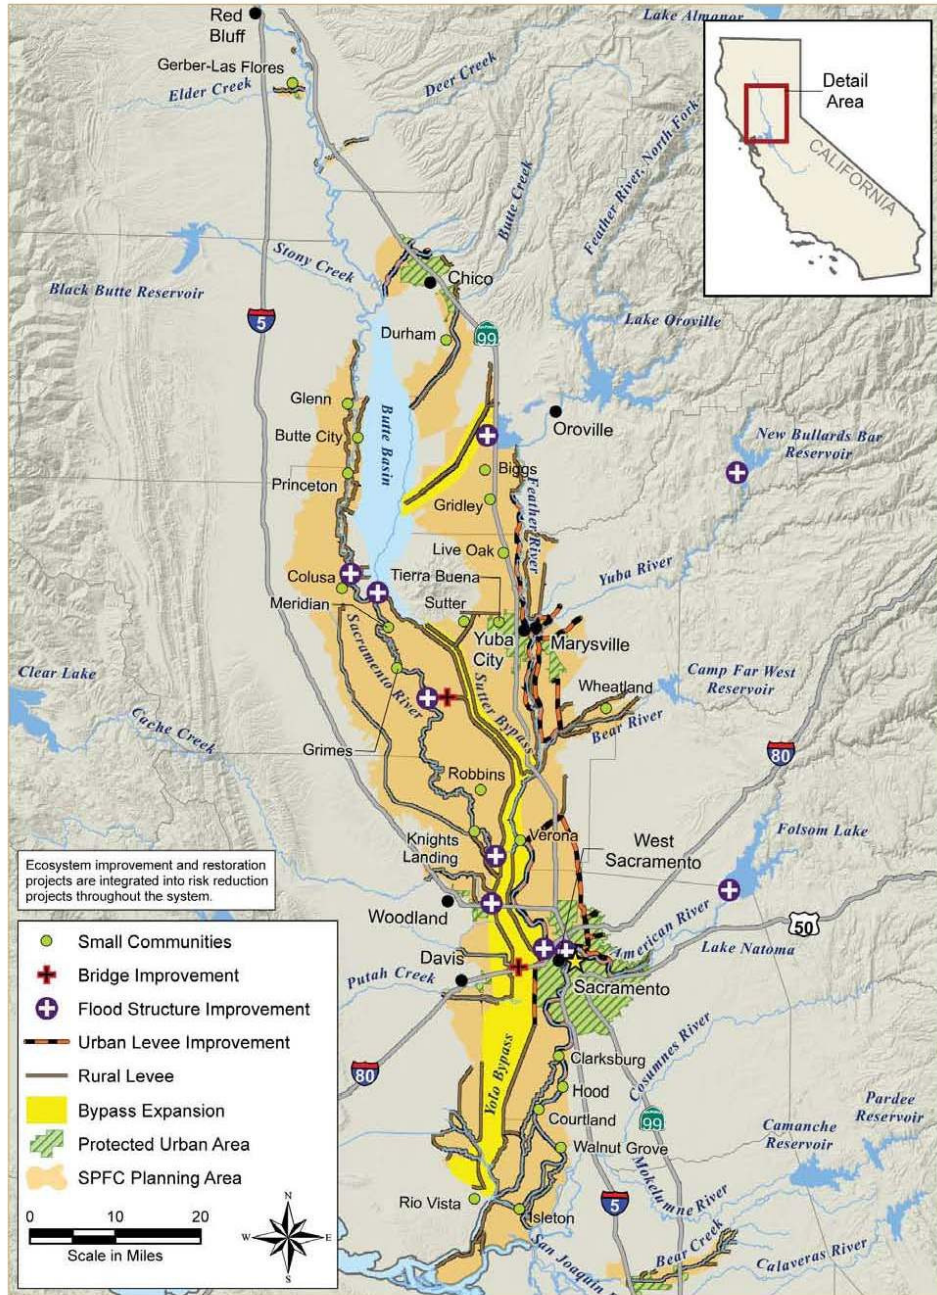 Red
Bluff
Lake Almanor
Gerber-Las Flores
Elder Creek
Deer Creek
Detail
Area
CALIFORNIA
Feather River, North Fork
Butte Creek
Stony Creek
Black Butte Reservoir
Chico
5
Lake Oroville
99
Durham
Glenn
Butte City
Butte Basin
Oroville
New Bullards Bar
Reservoir
Princeton
Biggs
Gridley
Feather River
Live Oak
Yuba River
Colusa
Tierra Buena
Meridian
Sutter
Yuba
City
Marysville
Clear Lake
Sacramento River
Sutter Bypass
Wheatland
Camp Far West
Reservoir
Bear River
Cache Creek
Grimes
80
Robbins
Knights
Landing
Verona
West
Sacramento
Folsom Lake
Ecosystem improvement and restoration
projects are integrated into risk reduction
projects throughout the system.
Woodland
American River
50
Lake Natoma
Davis
Putah Creek
Sacramento
Small Communities
Bridge Improvement
Flood Structure Improvement
Urban Levee Improvement
Rural Levee
Bypass Expansion
Protected Urban Area
SPFC Planning Area
0 10 20
Scale in Miles
N
W E
S
80
Yolo Bypass
Clarksburg
Hood
Courtland
Walnut Grove
Cosumnes River
99
Pardee
Reservoir
Camanche
Reservoir
Mokelumne River
Rio Vista
Isleton
5
San Joaquin
Bear Creek
Calaveras River